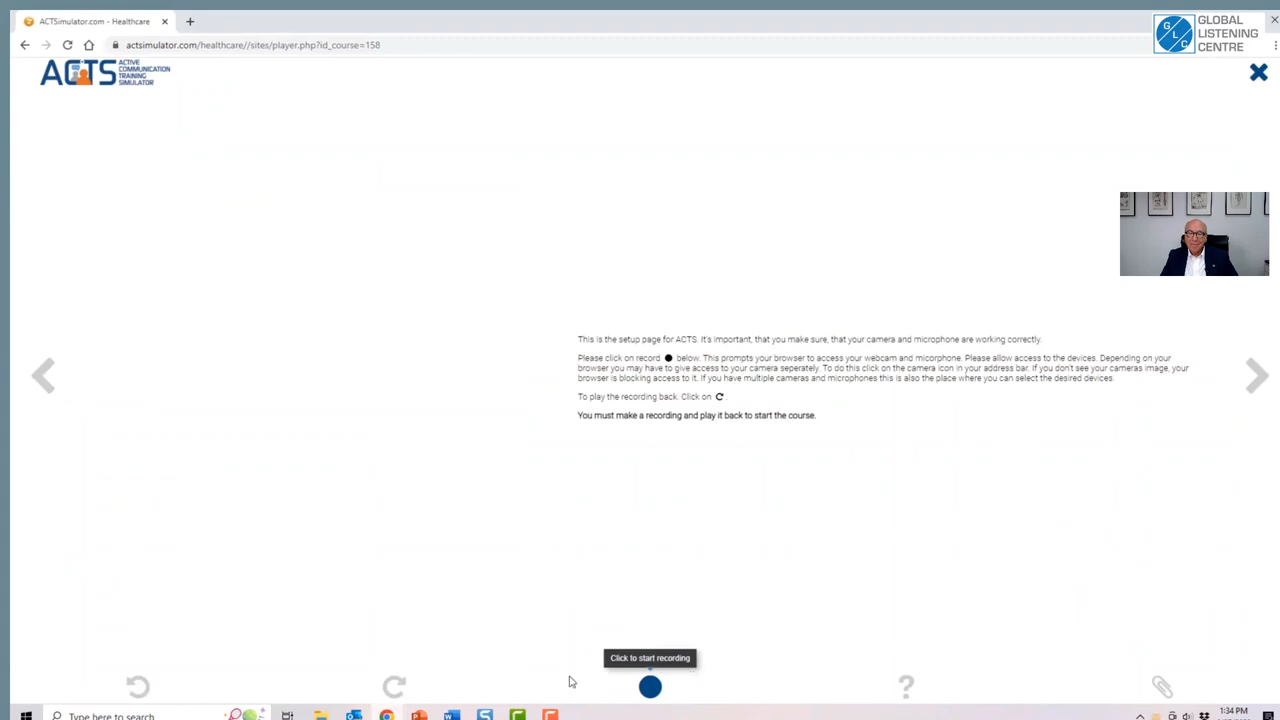 ACTSimulator.com - Healthcare
GLOBAL
LISTENING
CENTRE
GLC
actsimulator.com/healthcare//sites/player.php?id_course=158
ACTS
ACTIVE
COMMUNICATION
TRAINING
SIMULATOR
This is the setup page for ACTS. It's important, that you make sure, that your camera and microphone are working correctly.
Please click on record below. This prompts your browser to access your webcam and micorphone. Please allow access to the devices. Depending on your
browser you may have to give access to your camera seperately. To do this click on the camera icon in your address bar. If you don't see your cameras image, your
browser is blocking access to it. If you have multiple cameras and microphones this is also the place where you can select the desired devices.
To play the recording back. Click on .
You must make a recording and play it back to start the course.
Click to start recording
?
Type here to search
1:34 PM